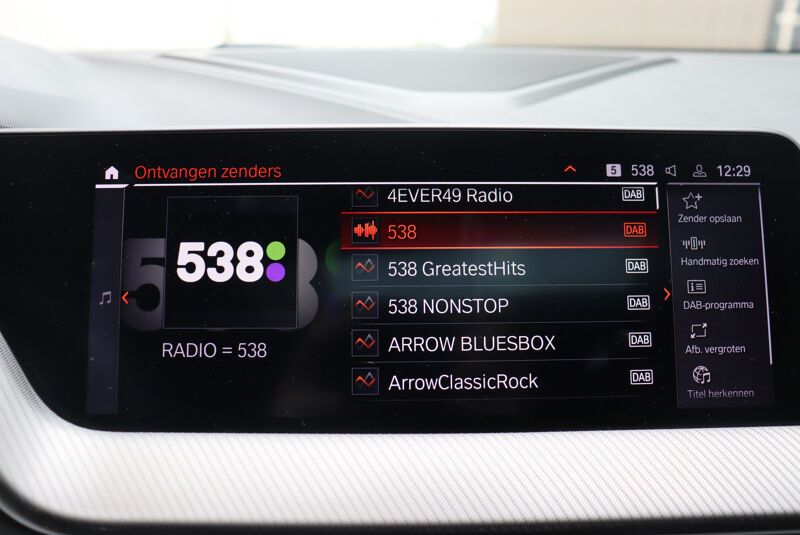 Ontvangen zenders
5 538 12:29
4EVER49 Radio DAB
538 DAB
538 GreatestHits DAB
538 NONSTOP DAB
ARROW BLUESBOX DAB
ArrowClassicRock DAB
538
RADIO = 538
Zender opslaan
Handmatig zoeken
DAB-programma
Afb. vergroten
Titel herkennen